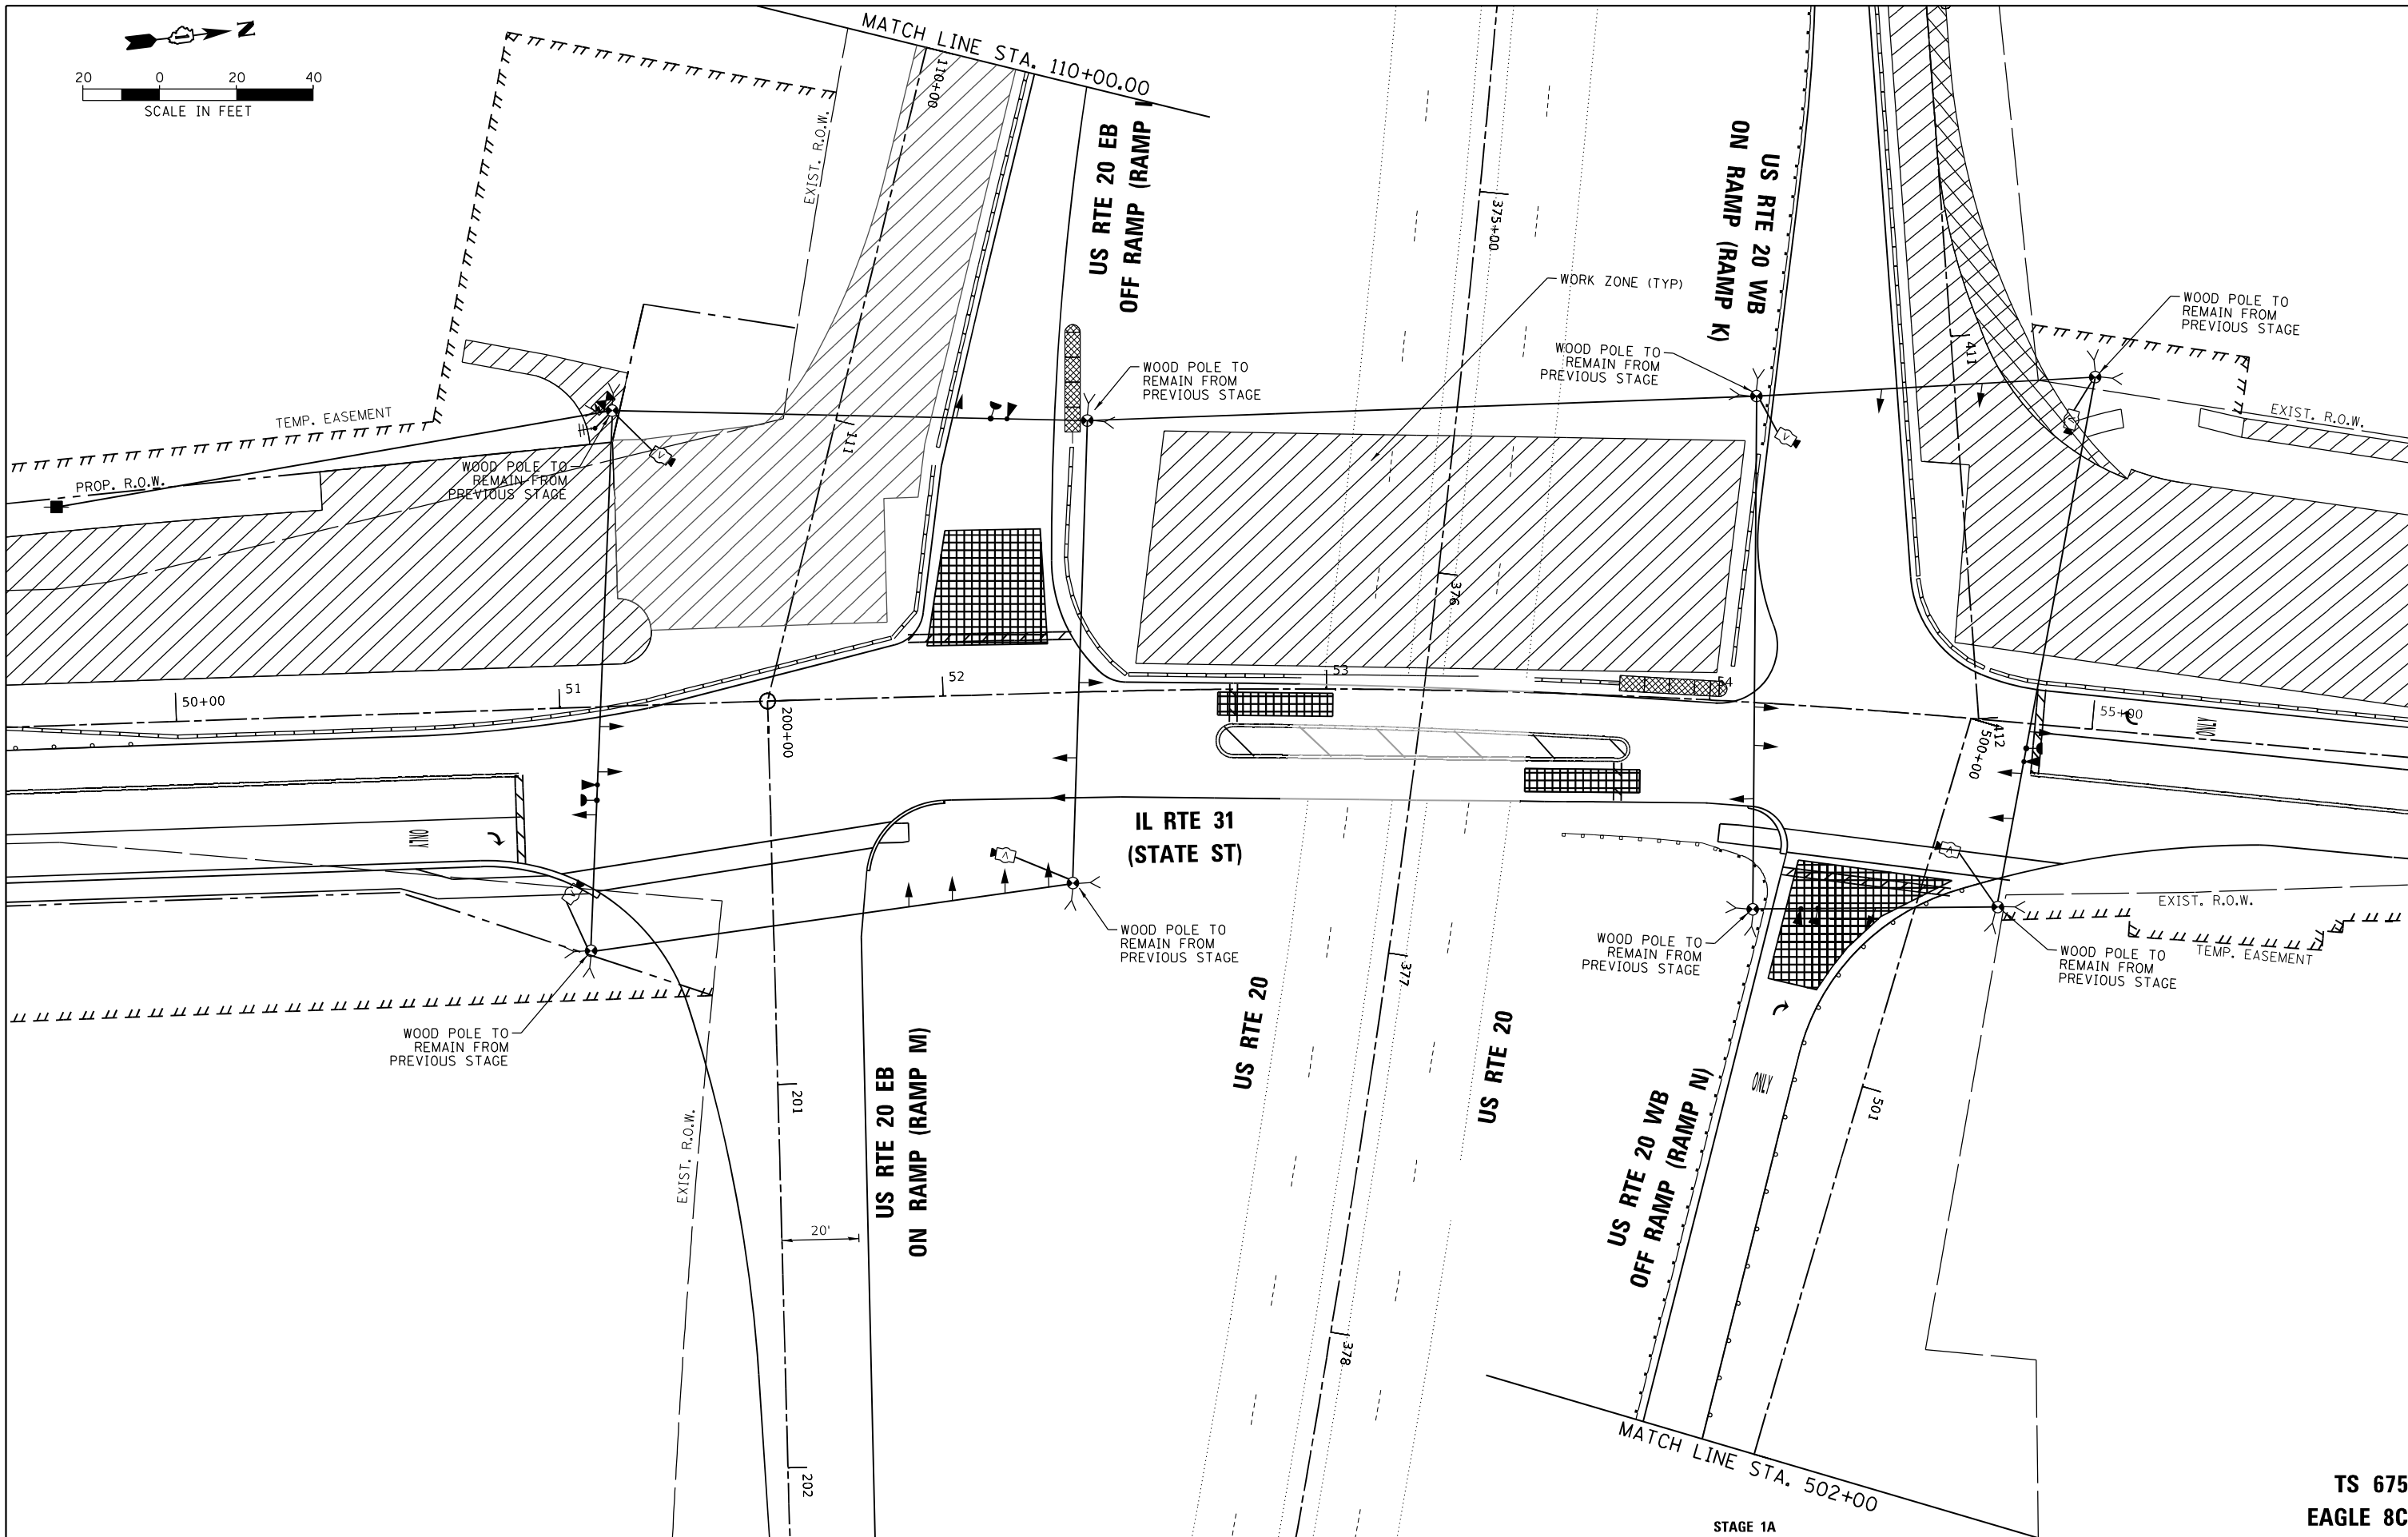 N
20 0 20 40
SCALE IN FEET
MATCH LINE STA. 110+00.00
110+00
EXIST. R.O.W.
US RTE 20 EB
OFF RAMP (RAMP
375+00
US RTE 20 WB
ON RAMP (RAMP K)
WORK ZONE (TYP)
WOOD POLE TO
REMAIN FROM
PREVIOUS STAGE
WOOD POLE TO
REMAIN FROM
PREVIOUS STAGE
WOOD POLE TO
REMAIN FROM
PREVIOUS STAGE
411
EXIST. R.O.W.
TEMP. EASEMENT
111
WOOD POLE TO
REMAIN FROM
PREVIOUS STAGE
PROP. R.O.W.
376
50+00
51
52
53
54
55+00
ONLY
200+00
412
500+00
ONLY
IL RTE 31
(STATE ST)
WOOD POLE TO
REMAIN FROM
PREVIOUS STAGE
WOOD POLE TO
REMAIN FROM
PREVIOUS STAGE
EXIST. R.O.W.
TEMP. EASEMENT
WOOD POLE TO
REMAIN FROM
PREVIOUS STAGE
377
WOOD POLE TO
REMAIN FROM
PREVIOUS STAGE
US RTE 20
US RTE 20
US RTE 20 EB
ON RAMP (RAMP M)
201
ONLY
501
EXIST. R.O.W.
20'
US RTE 20 WB
OFF RAMP (RAMP N)
378
202
MATCH LINE STA. 502+00
STAGE 1A
TS 675
EAGLE 8C